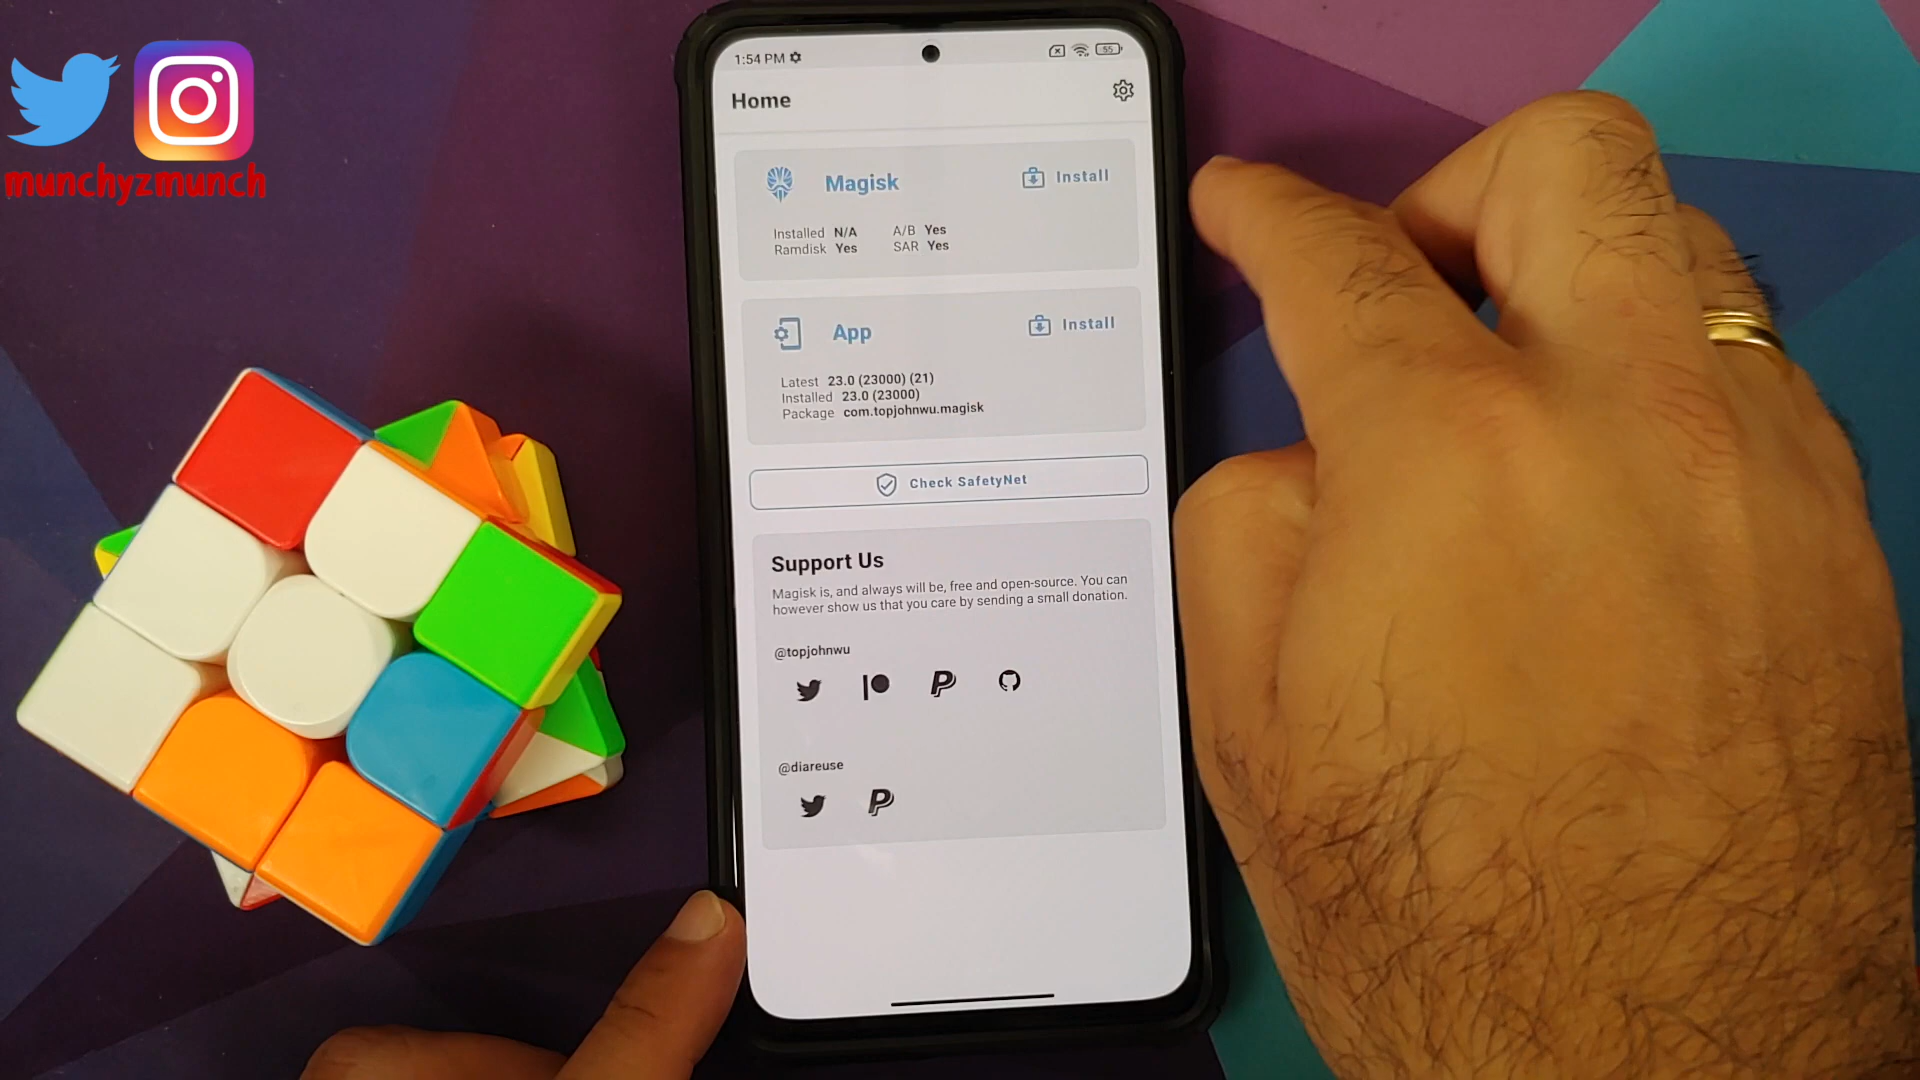 munchyzmunch
1:54 PM
55
Home
Magisk
Install
Installed N/A
A/B Yes
Ramdisk Yes
SAR Yes
App
Install
Latest 23.0 (23000) (21)
Installed 23.0 (23000)
Package com.topjohnwu.magisk
Check SafetyNet
Support Us
Magisk is, and always will be, free and open-source. You can
however show us that you care by sending a small donation.
@topjohnwu
@diareuse